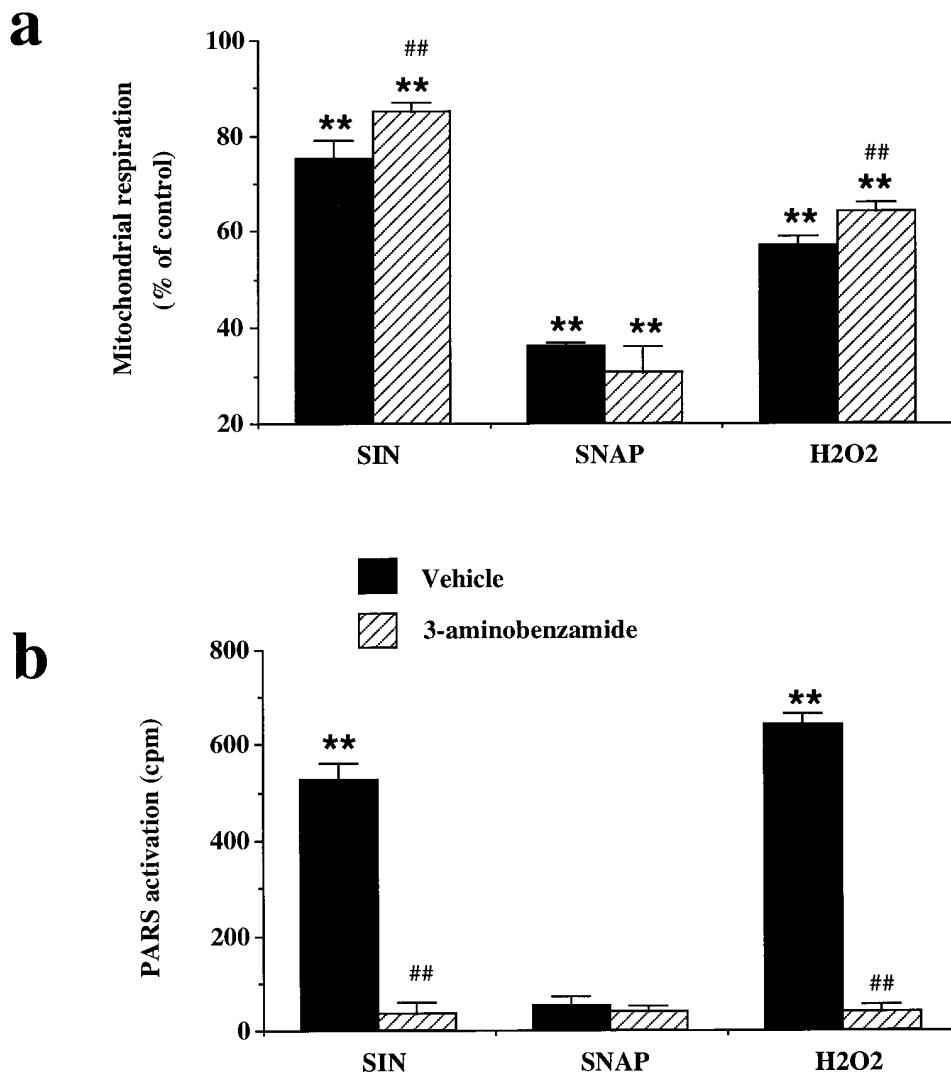 a
100
80
60
40
20
Mitochondrial respiration
(% of control)
**
##
**
**
**
**
##
**
SIN
SNAP
H2O2
Vehicle
3-aminobenzamide
b
800
600
400
200
0
PARS activation (cpm)
**
##
**
##
SIN
SNAP
H2O2